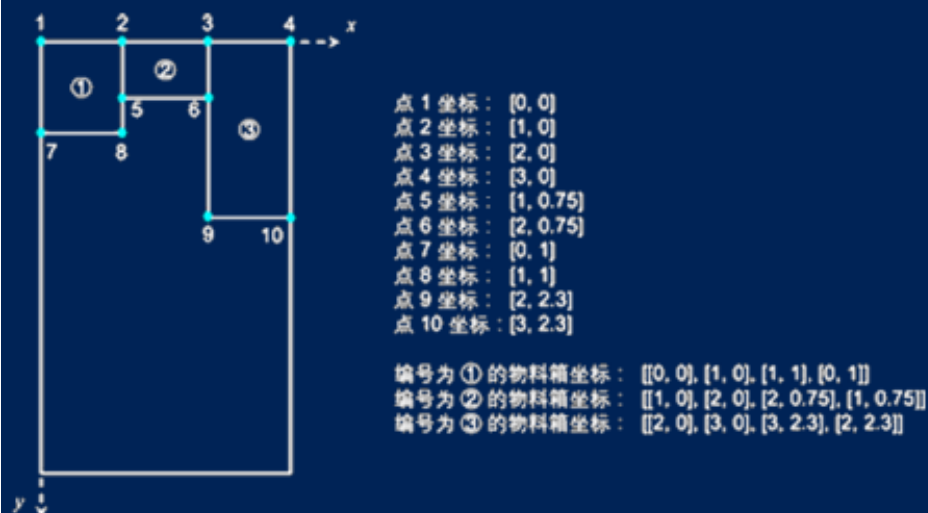 1 2 3 4 x
① ② ③
5 6
7 8
9 10
y
点 1 坐标： [0, 0]
点 2 坐标： [1, 0]
点 3 坐标： [2, 0]
点 4 坐标： [3, 0]
点 5 坐标： [1, 0.75]
点 6 坐标： [2, 0.75]
点 7 坐标： [0, 1]
点 8 坐标： [1, 1]
点 9 坐标： [2, 2.3]
点 10 坐标：[3, 2.3]
编号为 ① 的物料箱坐标： [[0, 0], [1, 0], [1, 1], [0, 1]]
编号为 ② 的物料箱坐标： [[1, 0], [2, 0], [2, 0.75], [1, 0.75]]
编号为 ③ 的物料箱坐标： [[2, 0], [3, 0], [3, 2.3], [2, 2.3]]